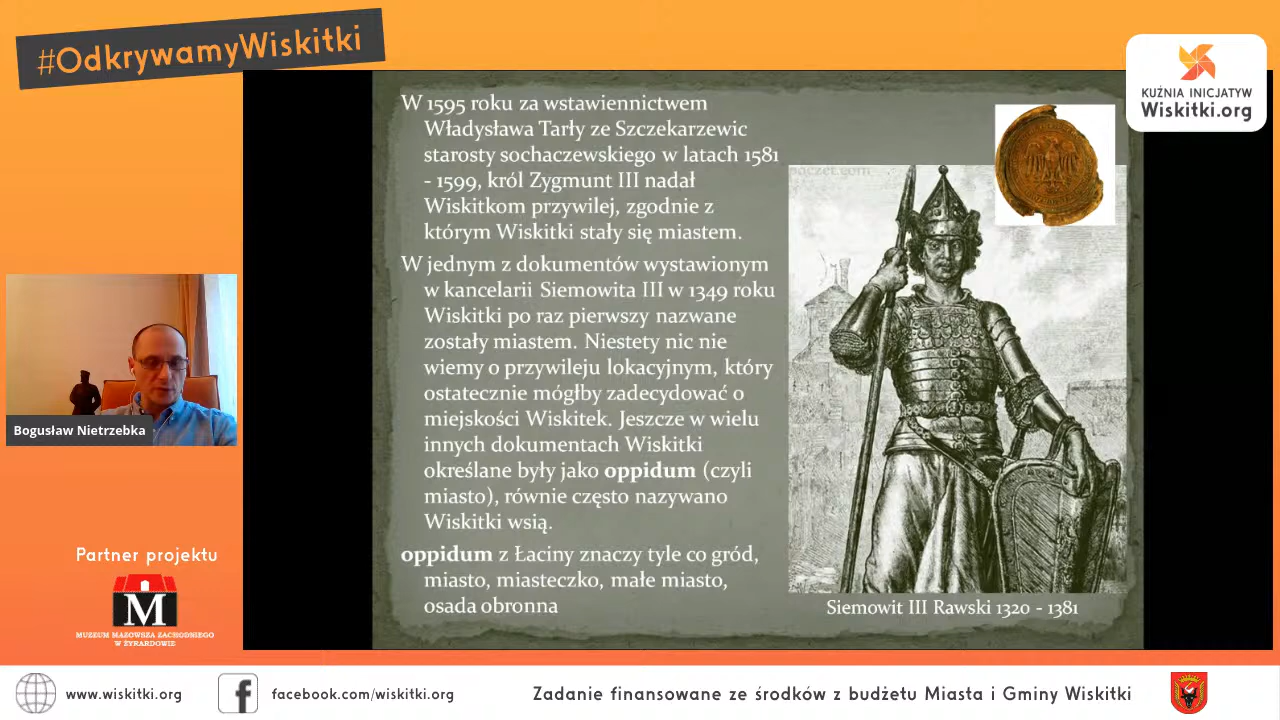 #OdkrywamyWiskitki
KUŹNIA INICJATYW
Wiskitki.org
W 1595 roku za wstawiennictwem
Władysława Tarły ze Szczekarzewic
starosty sochaczewskiego w latach 1581
- 1599, król Zygmunt III nadał
Wiskitkom przywilej, zgodnie z
którym Wiskitki stały się miastem.
W jednym z dokumentów wystawionym
w kancelarii Siemowita III w 1349 roku
Wiskitki po raz pierwszy nazwane
zostały miastem. Niestety nic nie
wiemy o przywileju lokacyjnym, który
ostatecznie mógłby zadecydować o
miejskości Wiskitek. Jeszcze w wielu
innych dokumentach Wiskitki
określane były jako oppidum (czyli
miasto), równie często nazywano
Wiskitki wsią.
oppidum z Łaciny znaczy tyle co gród,
miasto, miasteczko, małe miasto,
osada obronna
Siemowit III Rawski 1320 - 1381
Bogusław Nietrzebka
Partner projektu
M
MUZEUM MAZOWSZA ZACHODNIEGO
W ŻYRARDOWIE
www.wiskitki.org
facebook.com/wiskitki.org
Zadanie finansowane ze środków z budżetu Miasta i Gminy Wiskitki